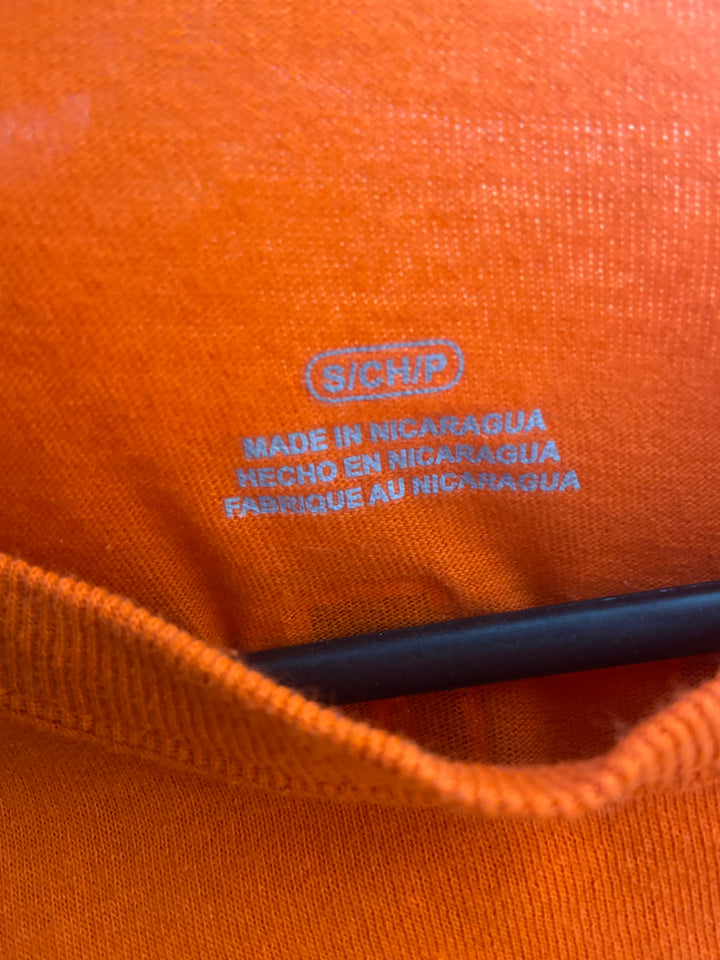 S/CH/P
MADE IN NICARAGUA
HECHO EN NICARAGUA
FABRIQUE AU NICARAGUA